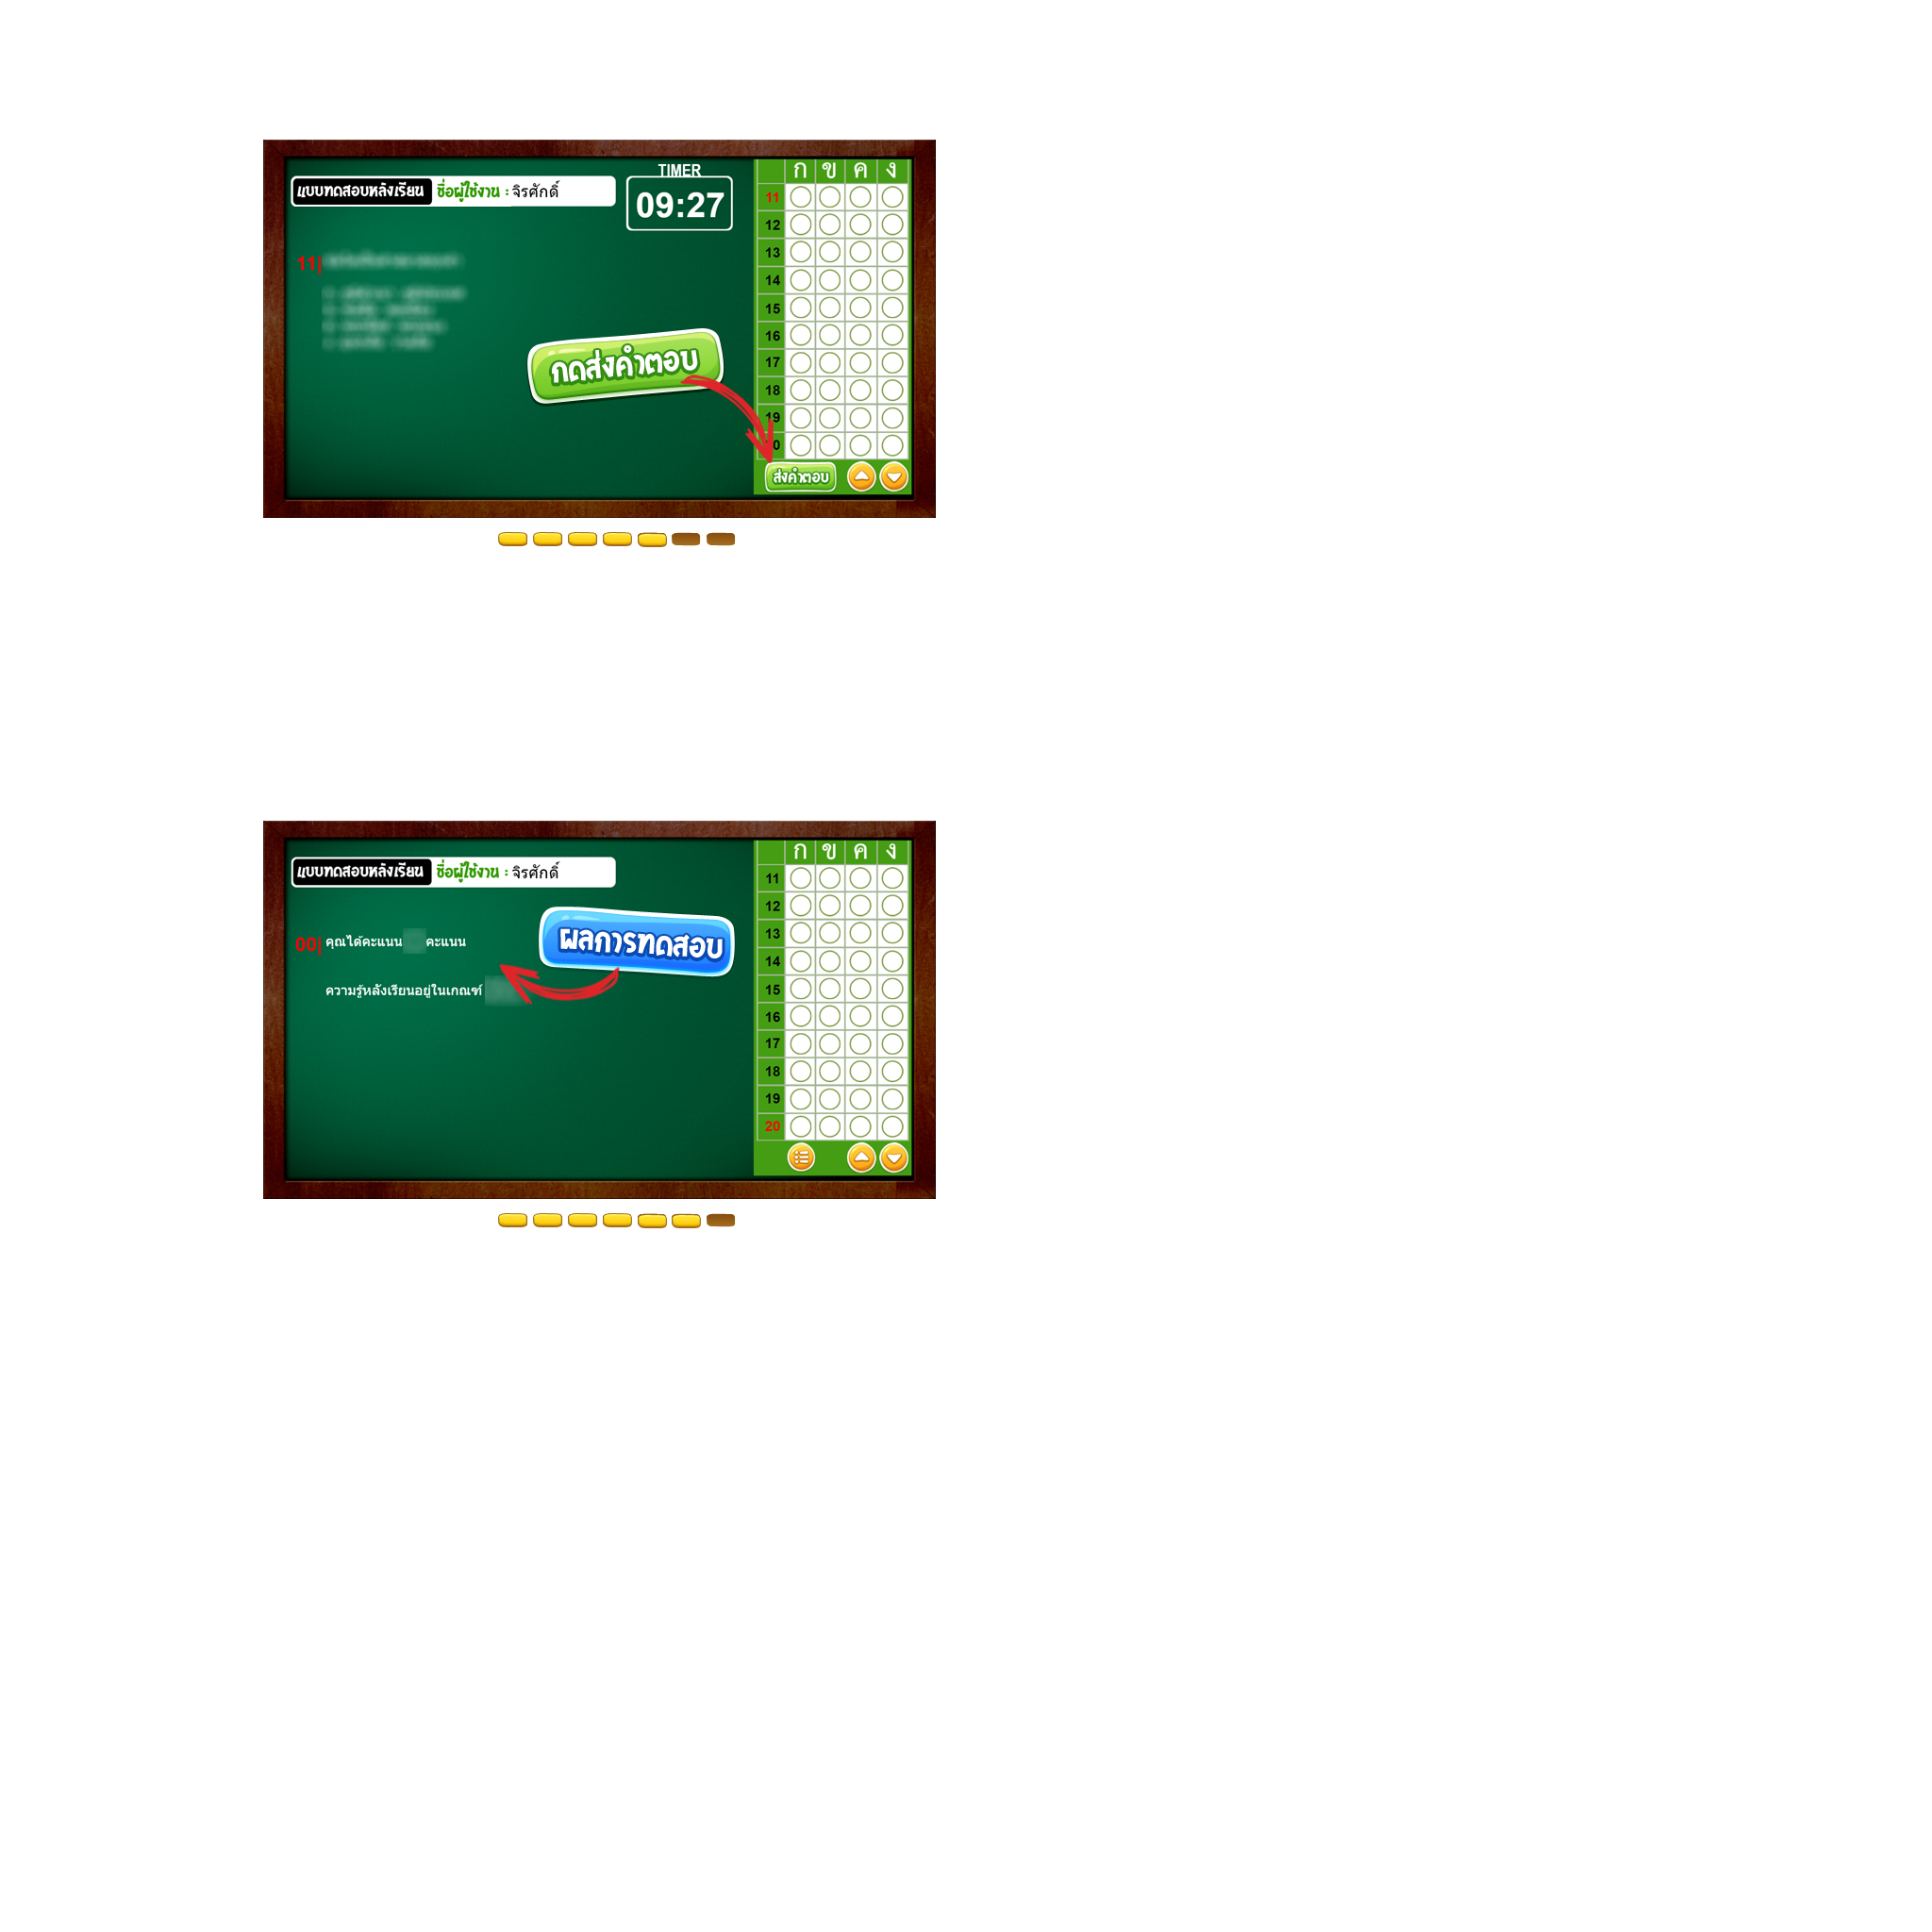 TIMER
ก ข ค ง
แบบทดสอบหลังเรียน ชื่อผู้ใช้งาน : จิรศักดิ์
09:27
11
12
11|
13
14
15
16
กดส่งคำตอบ
17
18
19
0
ส่งคำตอบ
ก ข ค ง
แบบทดสอบหลังเรียน ชื่อผู้ใช้งาน : จิรศักดิ์
11
12
00| คุณได้คะแนน คะแนน
ผลการทดสอบ
13
14
ความรู้หลังเรียนอยู่ในเกณฑ์
15
16
17
18
19
20